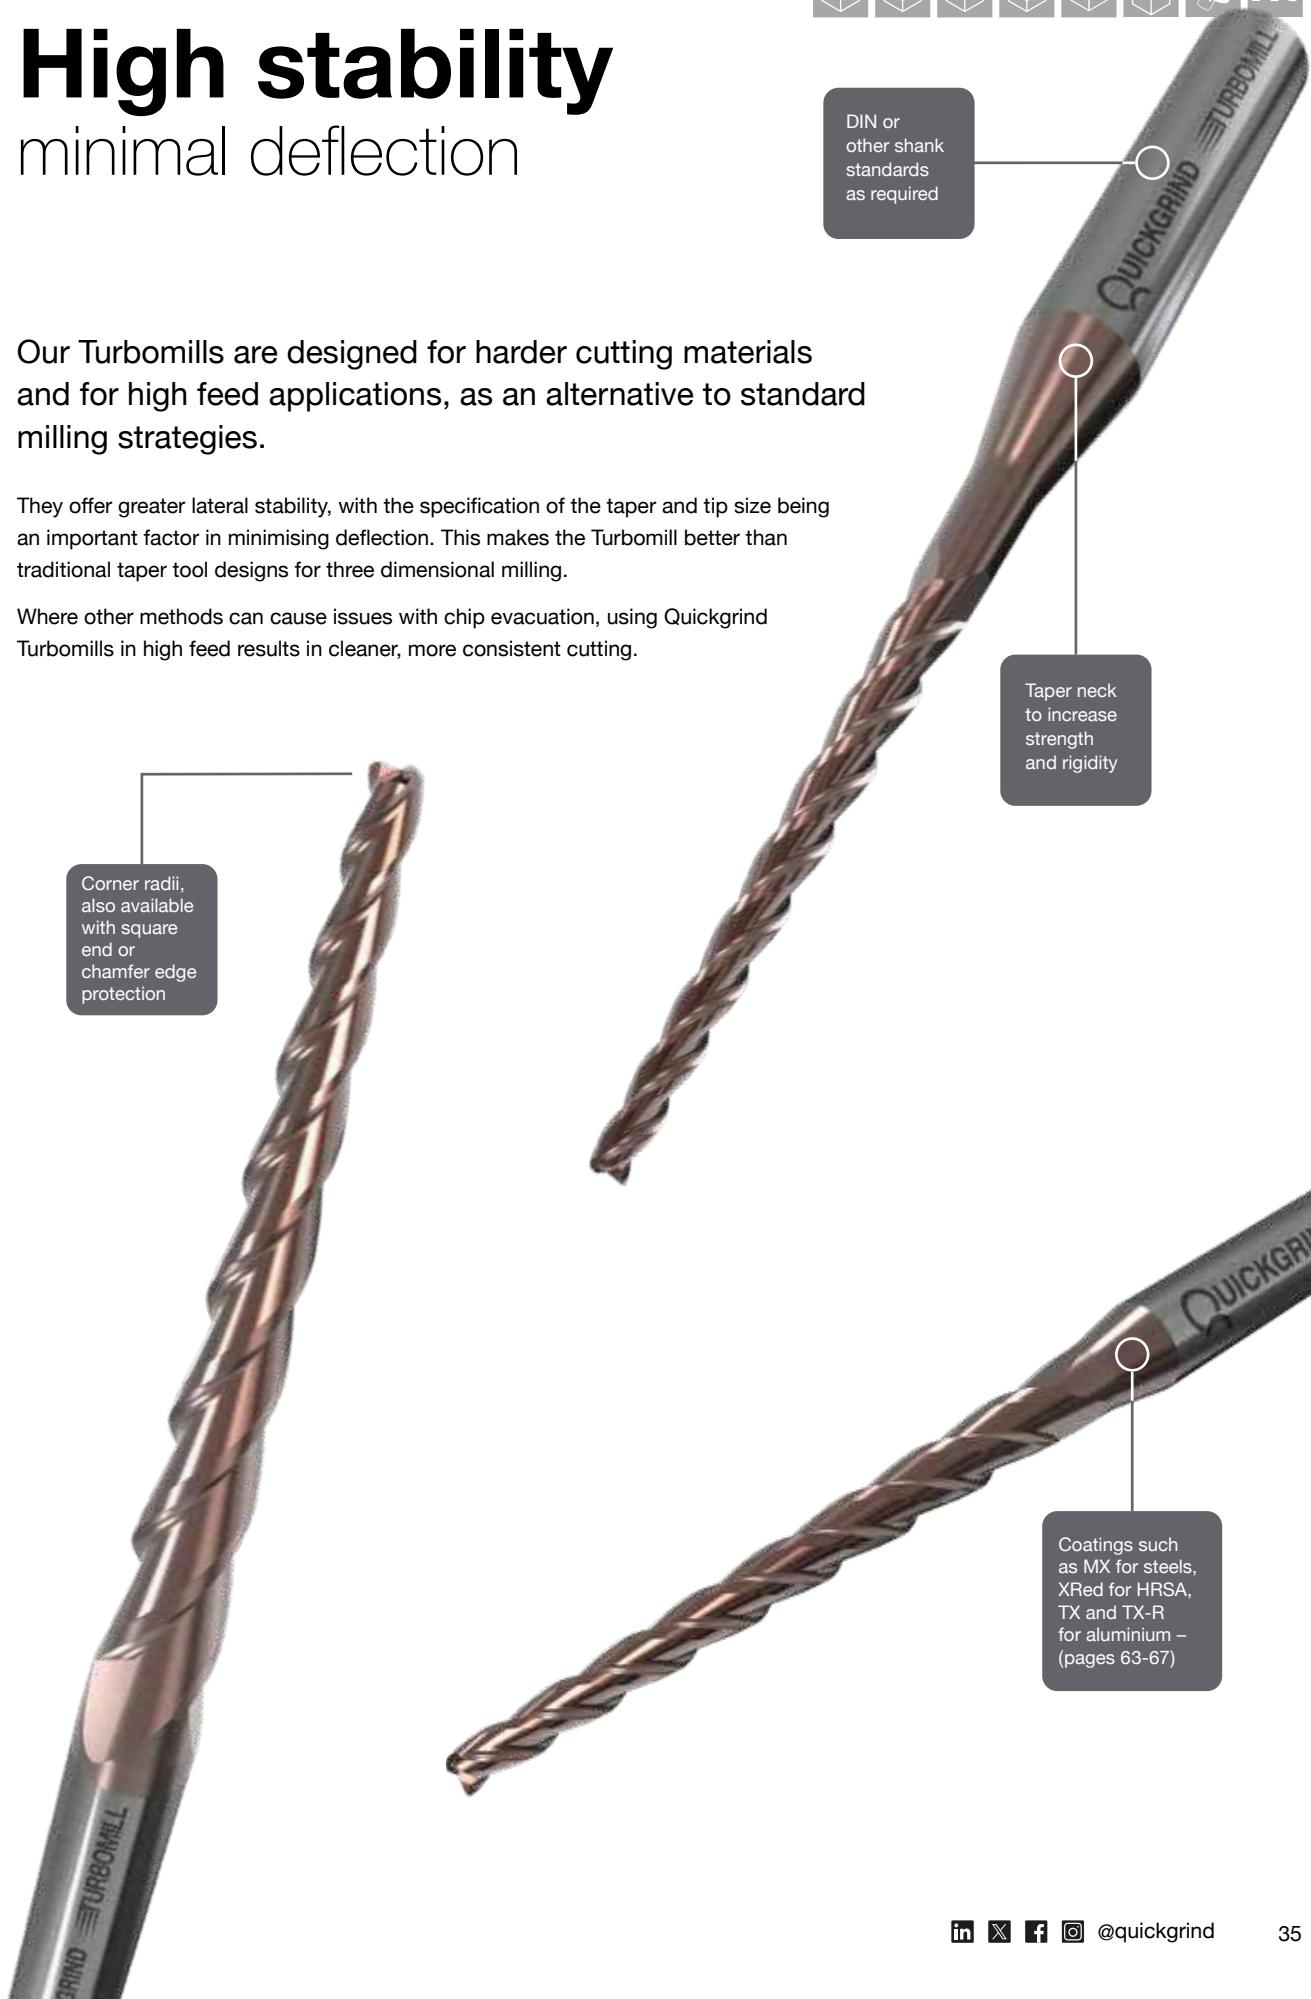 High stability
minimal deflection
DIN or
other shank
standards
as required
TURBOMILL
QUICKGRIND
Our Turbomills are designed for harder cutting materials
and for high feed applications, as an alternative to standard
milling strategies.
They offer greater lateral stability, with the specification of the taper and tip size being
an important factor in minimising deflection. This makes the Turbomill better than
traditional taper tool designs for three dimensional milling.
Where other methods can cause issues with chip evacuation, using Quickgrind
Turbomills in high feed results in cleaner, more consistent cutting.
Taper neck
to increase
strength
and rigidity
Corner radii,
also available
with square
end or
chamfer edge
protection
QUICKGRI
Coatings such
as MX for steels,
XRed for HRSA,
TX and TX-R
for aluminium –
(pages 63-67)
TURBOMILL
GRIND
@quickgrind
35